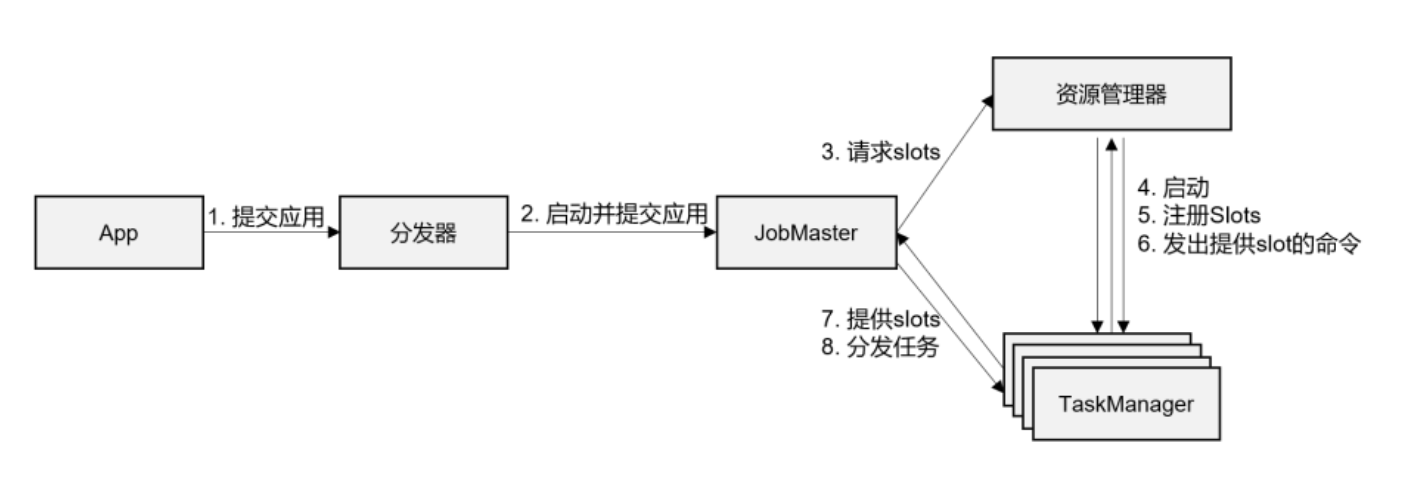 App
1. 提交应用
分发器
2. 启动并提交应用
JobMaster
3. 请求slots
资源管理器
4. 启动
5. 注册Slots
6. 发出提供slot的命令
7. 提供slots
8. 分发任务
TaskManager